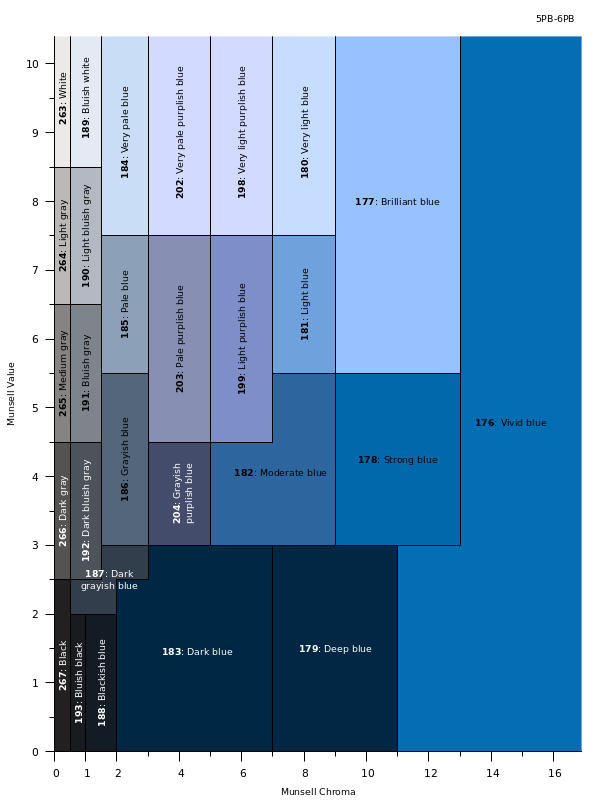 5PB-6PB
10
9
8
7
6
5
4
3
2
1
0
Munsell Value
263: White
189: Bluish white
184: Very pale blue
202: Very pale purplish blue
198: Very light purplish blue
180: Very light blue
177: Brilliant blue
264: Light gray
190: Light bluish gray
185: Pale blue
203: Pale purplish blue
199: Light purplish blue
181: Light blue
265: Medium gray
191: Bluish gray
186: Grayish blue
204: Grayish
purplish blue
182: Moderate blue
178: Strong blue
176: Vivid blue
266: Dark gray
192: Dark bluish gray
187: Dark
grayish blue
267: Black
193: Bluish black
188: Blackish blue
183: Dark blue
179: Deep blue
0 1 2 4 6 8 10 12 14 16
Munsell Chroma